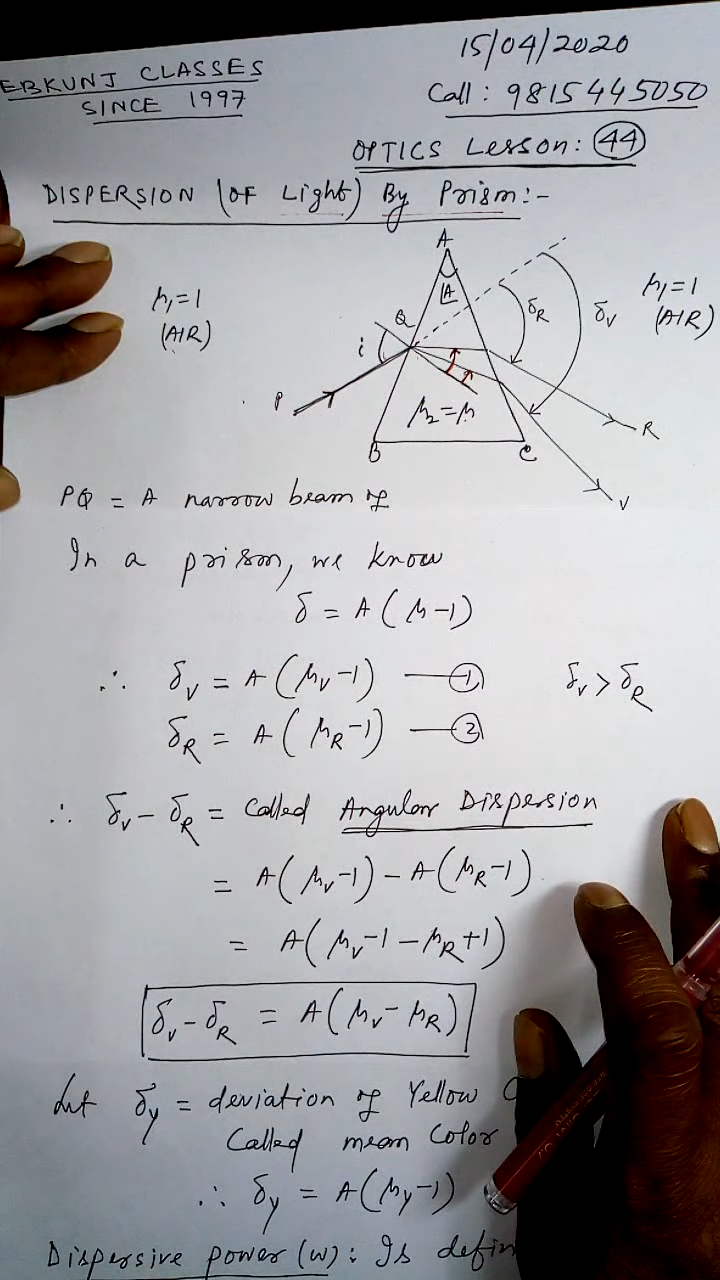 15/04/2020
EBKUNJ CLASSES
SINCE 1997
Call: 9815445050
OPTICS Lesson: 44
DISPERSION (OF Light) By Prism:-
A
A
μ₁=1
(AIR)
μ₁=1
(AIR)
δR
δV
Q
i
P
μ₂=μ
R
B
C
V
PQ = A narrow beam of
In a prism, we know
δ = A(μ-1)
∴ δV = A(μV-1) — 1 δV > δR
δR = A(μR-1) — 2
∴ δV - δR = Called Angular Dispersion
= A(μV-1) - A(μR-1)
= A(μV-1-μR+1)
δV - δR = A(μV - μR)
Let δy = deviation of Yellow
Called mean Color
∴ δy = A(μy-1)
Dispersive power (ω): Is defin